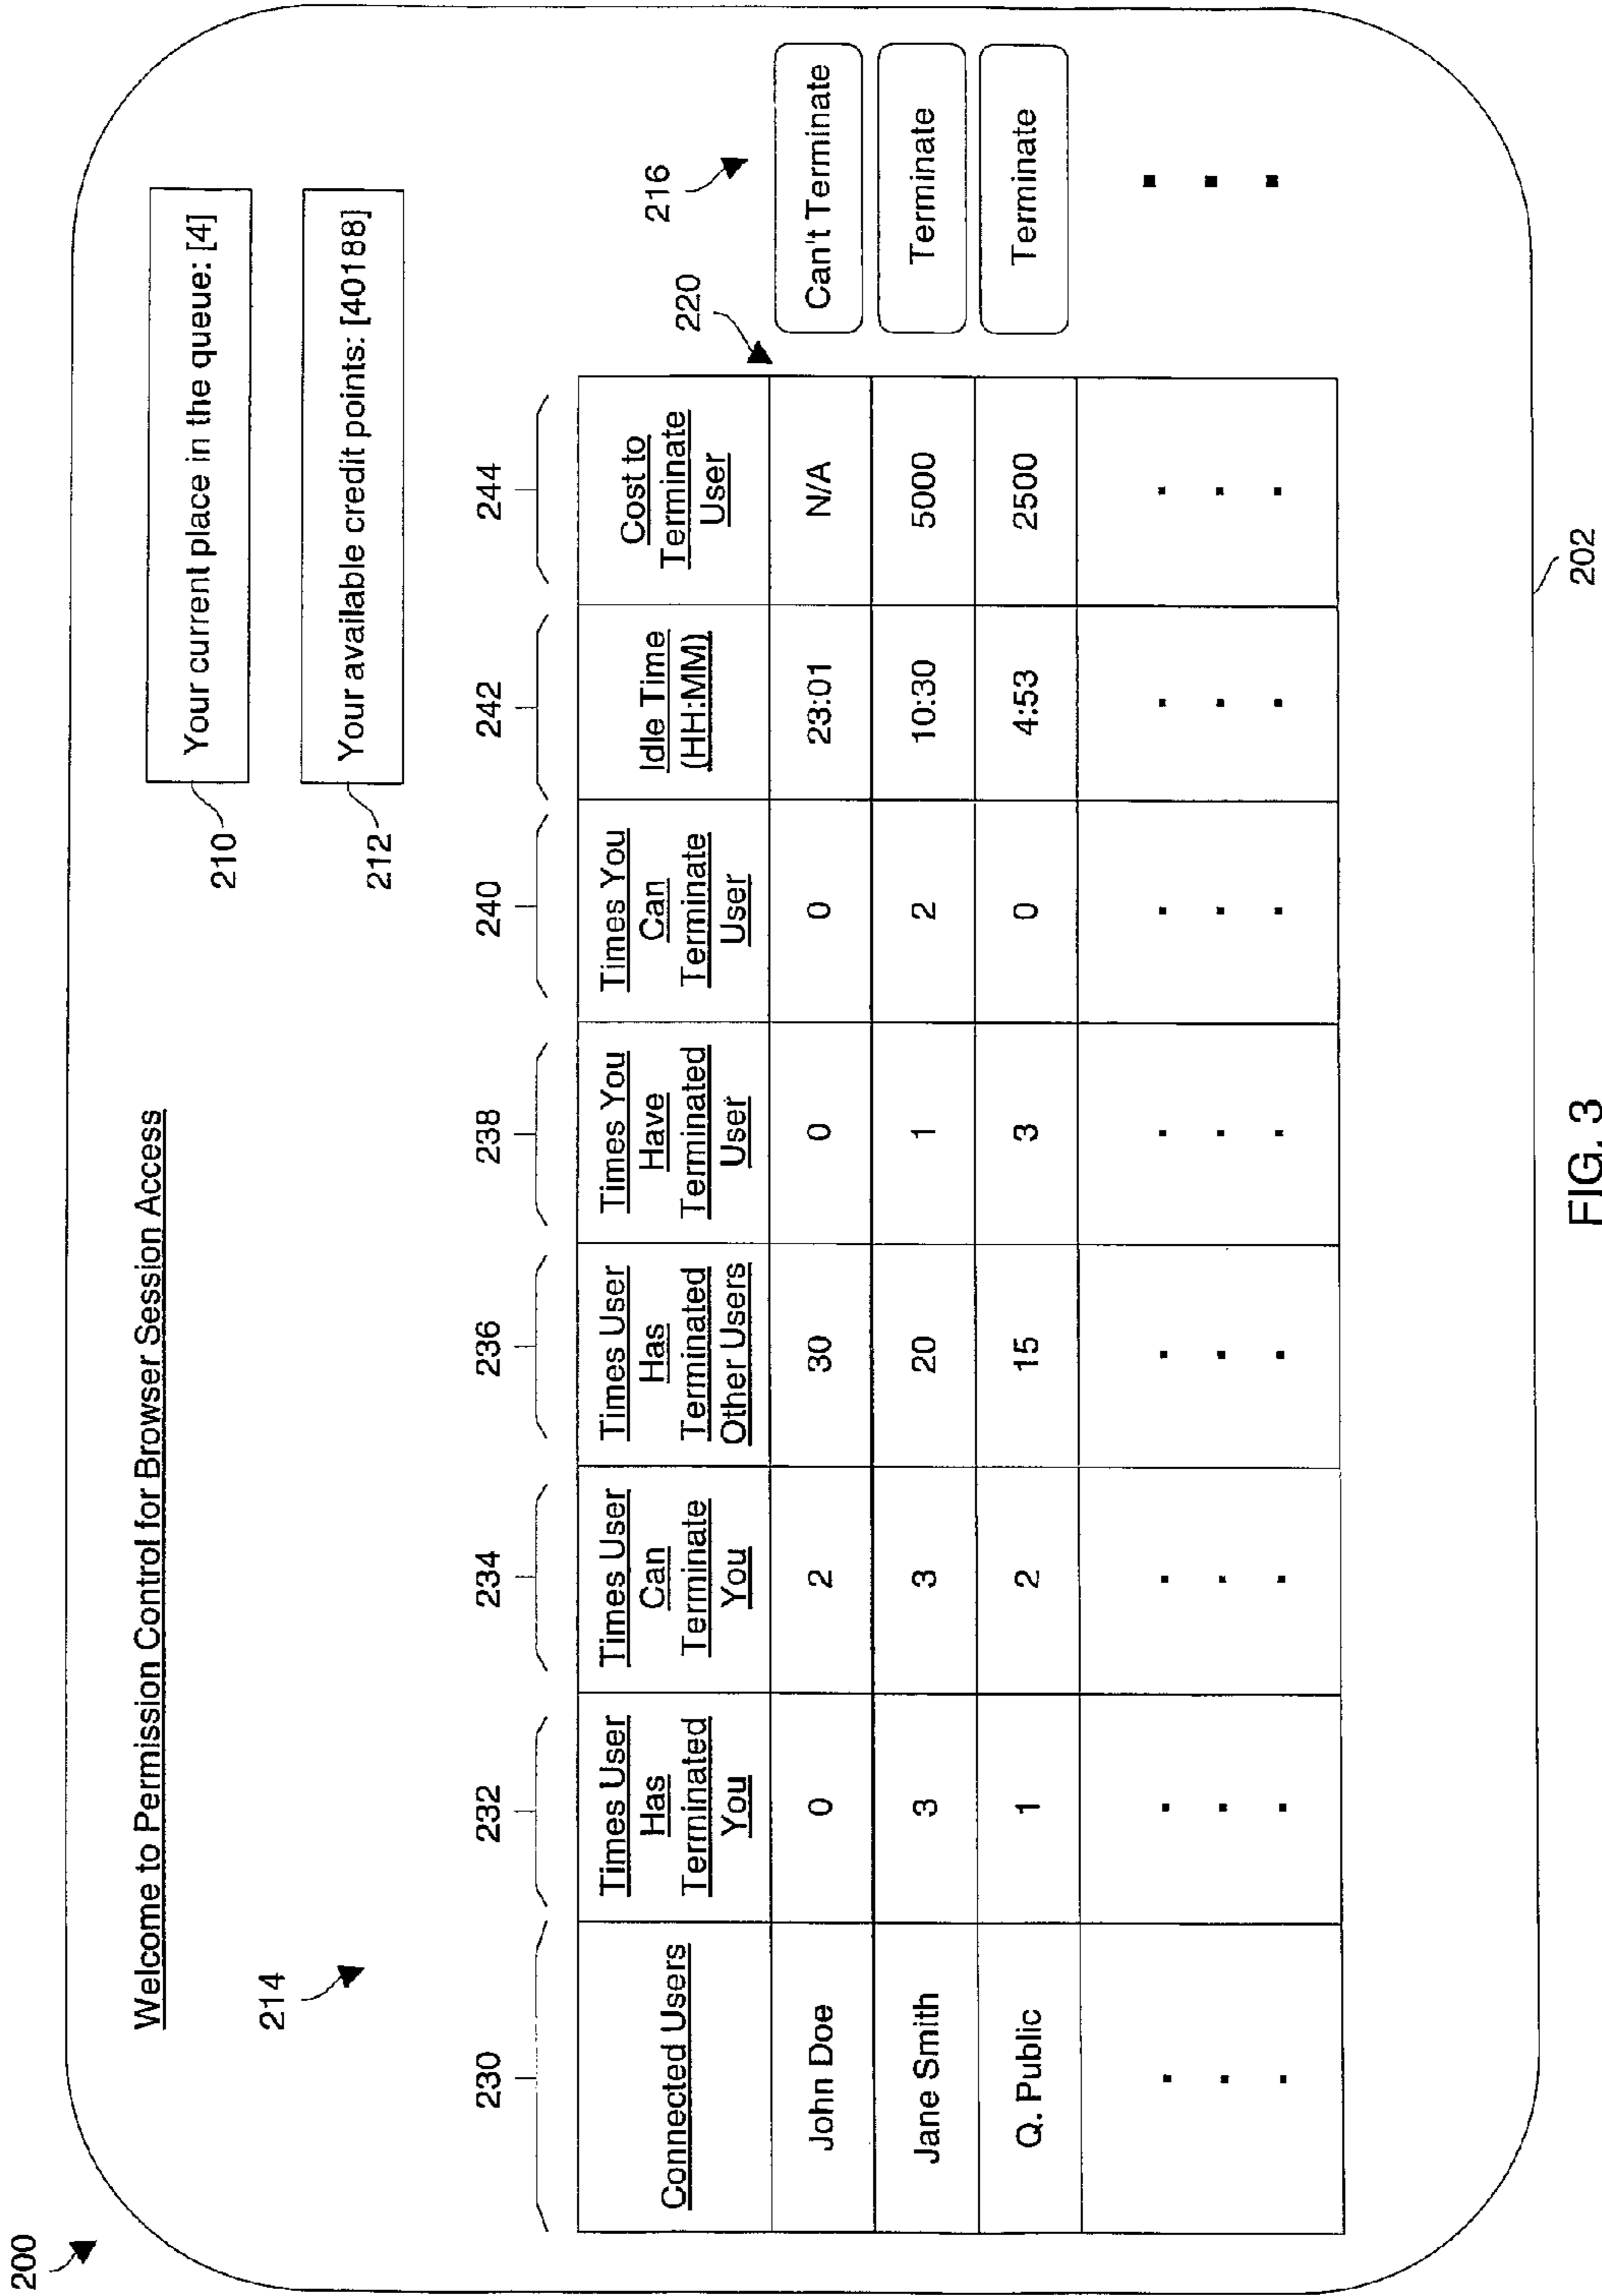 200
Welcome to Permission Control for Browser Session Access
210
Your current place in the queue: [4]
212
Your available credit points: [40188]
214
216
220
230
232
234
236
238
240
242
244
Connected Users
Times User
Has
Terminated
You
Times User
Can
Terminate
You
Times User
Has
Terminated
Other Users
Times You
Have
Terminated
User
Times You
Can
Terminate
User
Idle Time
(HH:MM)
Cost to
Terminate
User
John Doe 0 2 30 0 0 23:01 N/A Can't Terminate
Jane Smith 3 3 20 1 2 10:30 5000 Terminate
Q. Public 1 2 15 3 0 4:53 2500 Terminate
202
FIG. 3